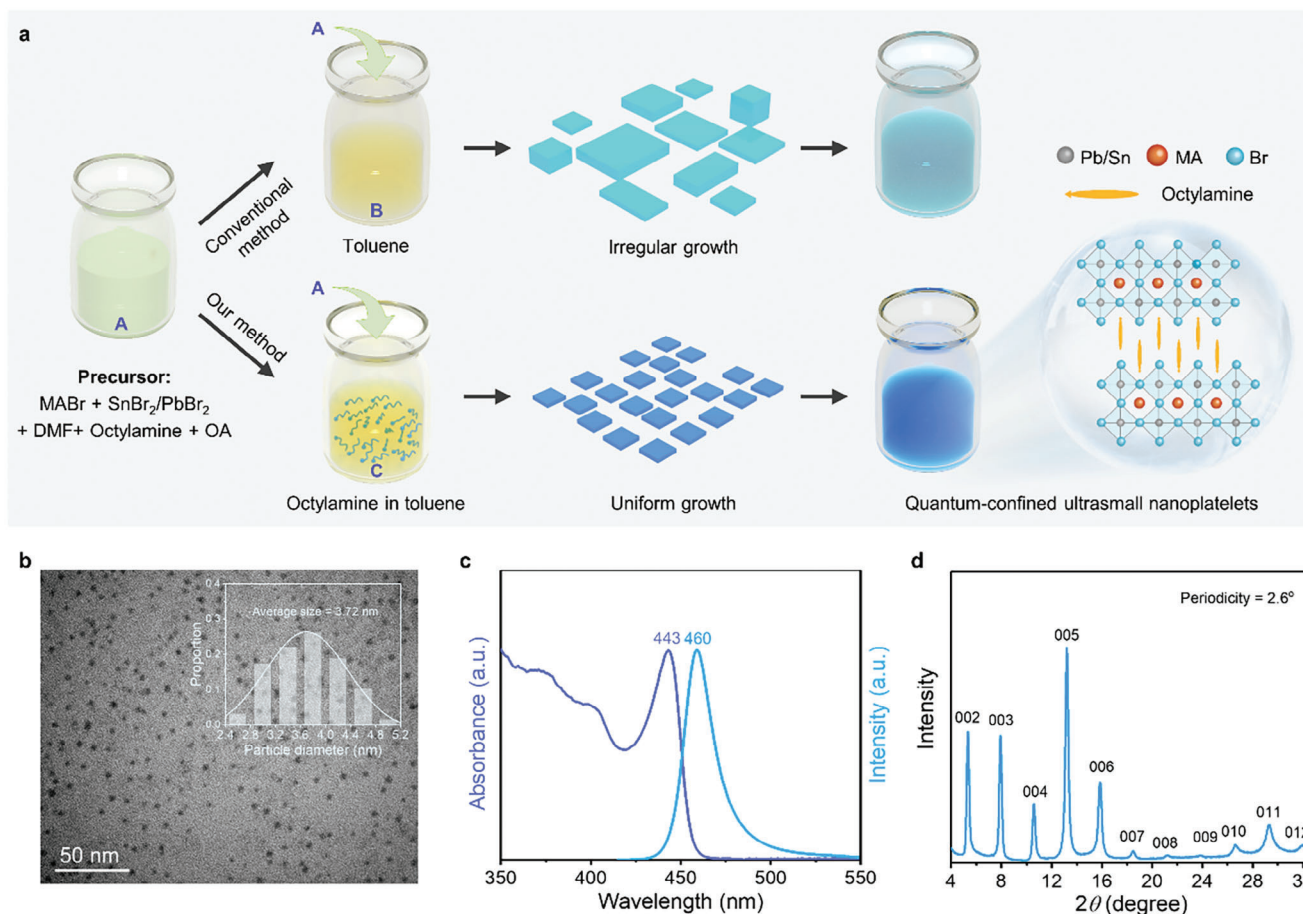 a
A
A
Precursor:
MABr + SnBr₂/PbBr₂
+ DMF+ Octylamine + OA
Conventional
method
Our method
A
B
Toluene
Irregular growth
A
C
Octylamine in toluene
Uniform growth
Quantum-confined ultrasmall nanoplatelets
Pb/Sn MA Br
Octylamine
b
Average size = 3.72 nm
Proportion
0.4
0.3
0.2
0.1
0.0
2.4 2.8 3.2 3.6 4.0 4.4 4.8 5.2
Particle diameter (nm)
50 nm
c
443 460
Absorbance (a.u.)
Intensity (a.u.)
350 400 450 500 550
Wavelength (nm)
d
Periodicity = 2.6°
Intensity
002
003
004
005
006
007
008
009
010
011
012
4 8 12 16 20 24 28 32
2θ (degree)